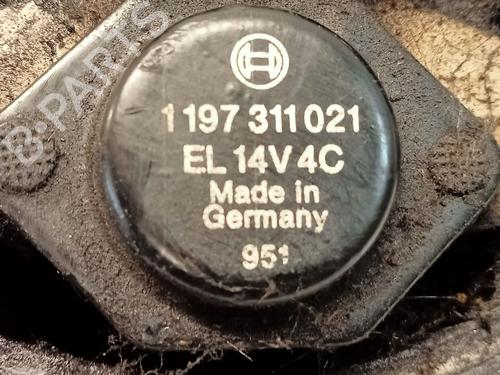 1 197 311 021
EL 14V 4C
Made in
Germany
951
B-PARTS